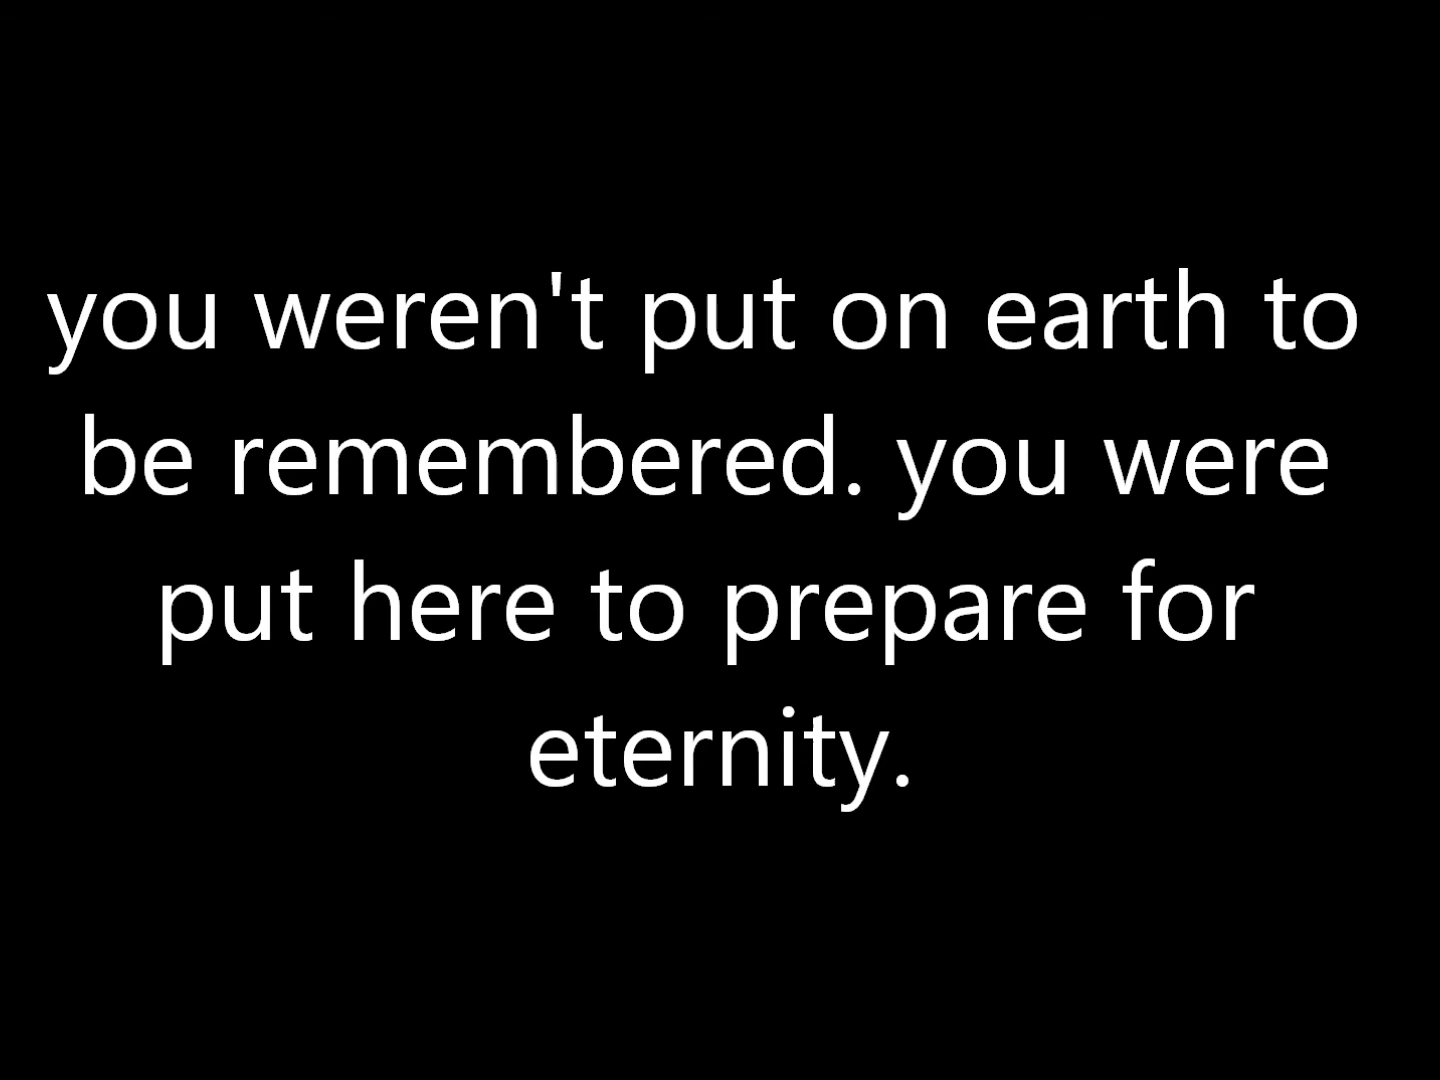 you weren't put on earth to
be remembered. you were
put here to prepare for
eternity.